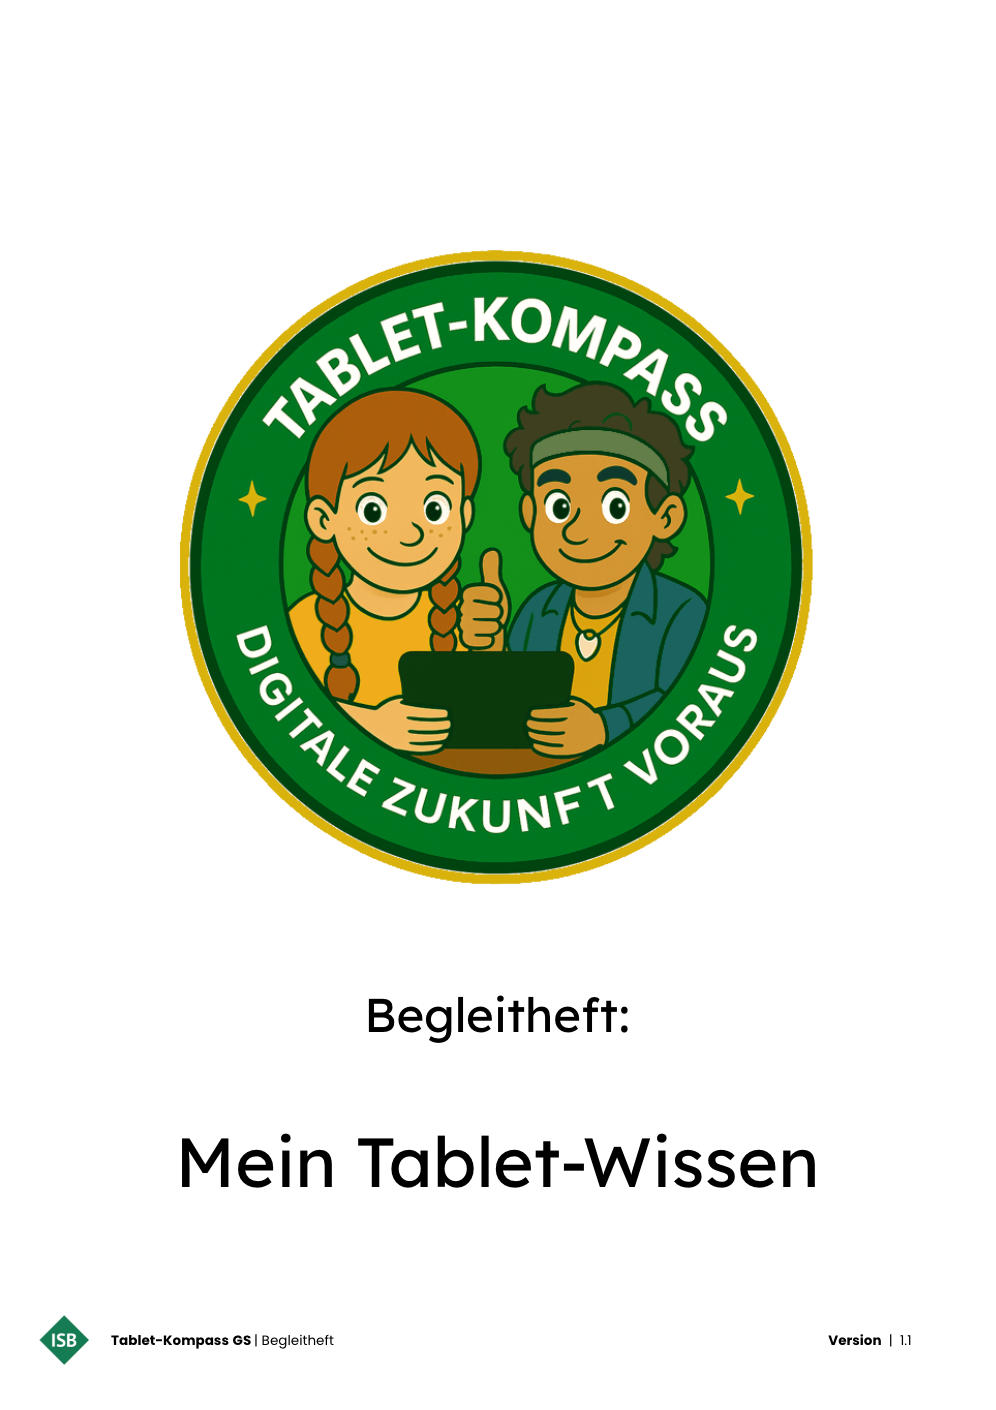 TABLET-KOMPASS
DIGITALE ZUKUNFT VORAUS
Begleitheft:
Mein Tablet-Wissen
ISB
Tablet-Kompass GS | Begleitheft
Version | 1.1